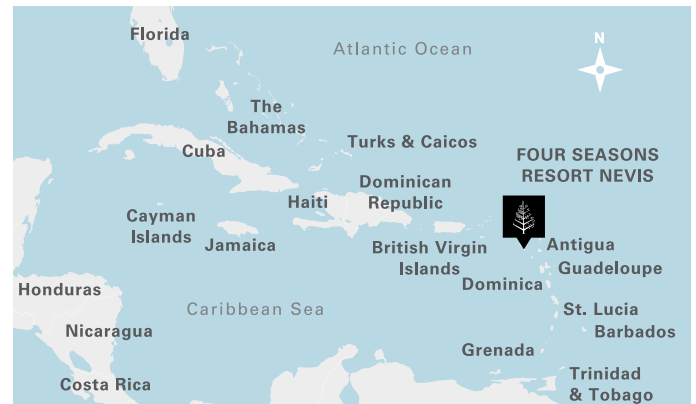 Florida
Atlantic Ocean
N
The
Bahamas
Cuba
Turks & Caicos
FOUR SEASONS
RESORT NEVIS
Dominican
Republic
Haiti
Cayman
Islands
Jamaica
British Virgin
Islands
Antigua
Guadeloupe
Dominica
Honduras
Caribbean Sea
St. Lucia
Barbados
Nicaragua
Grenada
Costa Rica
Trinidad
& Tobago